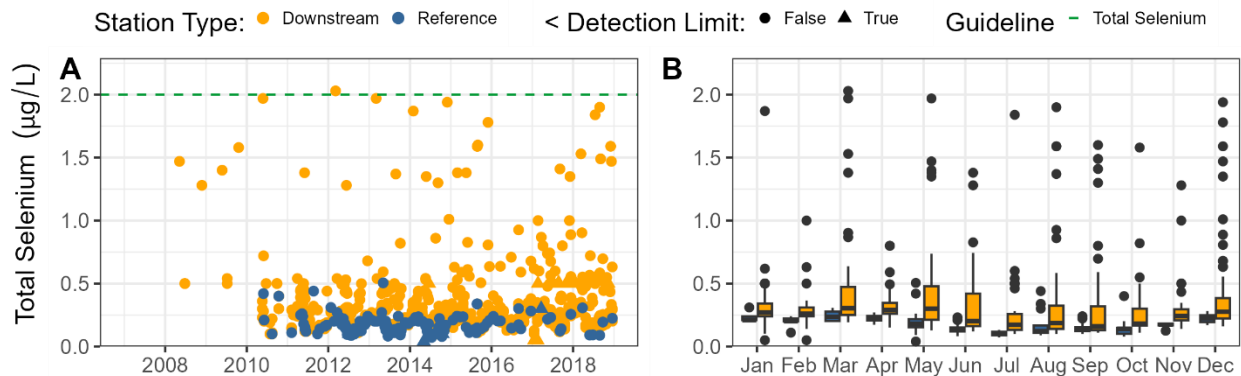 Station Type: Downstream Reference < Detection Limit: False True Guideline Total Selenium
A B
Total Selenium (µg/L)
2.0 2.0
1.5 1.5
1.0 1.0
0.5 0.5
0.0 0.0
2008 2010 2012 2014 2016 2018 Jan Feb Mar Apr May Jun Jul Aug Sep Oct Nov Dec